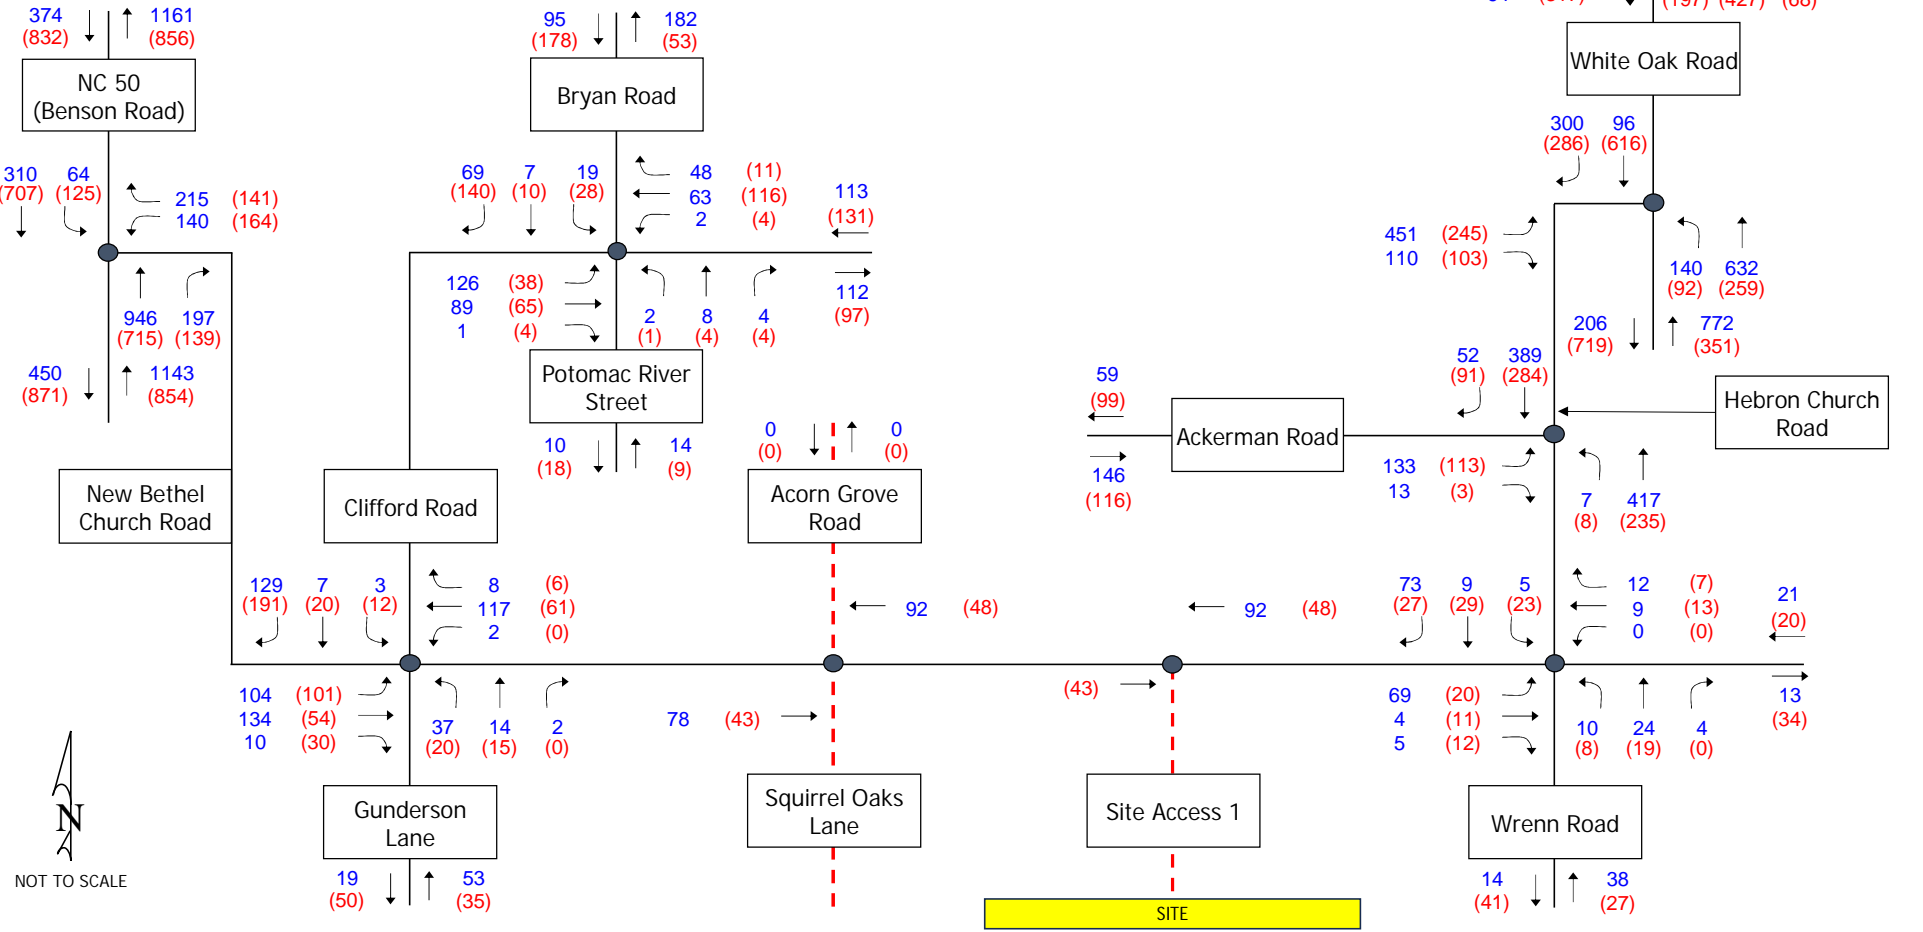 374 1161 95 182
(832) (856) (178) (53) (197) (427) (68)
NC 50
(Benson Road)
Bryan Road
White Oak Road
300 96
(286) (616)
310 64
(707) (125)
215 (141)
140 (164)
69 7 19
(140) (10) (28)
48 (11)
63 (116)
2 (4)
113
(131)
451 (245)
110 (103)
140 632
(92) (259)
126 (38)
89 (65)
1 (4)
2 8 4
(1) (4) (4)
112
(97)
946 197
(715) (139)
206 772
(719) (351)
450 1143
(871) (854)
Potomac River
Street
59
(99)
52 389
(91) (284)
Hebron Church
Road
Ackerman Road
10 14
(18) (9)
0 0
(0) (0)
146
(116)
133 (113)
13 (3)
7 417
(8) (235)
New Bethel
Church Road
Clifford Road
Acorn Grove
Road
129 7 3
(191) (20) (12)
8 (6)
117 (61)
2 (0)
92 (48)
92 (48)
73 9 5
(27) (29) (23)
12 (7)
9 (13)
0 (0)
21
(20)
104 (101)
134 (54)
10 (30)
37 14 2
(20) (15) (0)
78 (43)
(43)
69 (20)
4 (11)
5 (12)
10 24 4
(8) (19) (0)
13
(34)
Gunderson
Lane
Squirrel Oaks
Lane
Site Access 1
Wrenn Road
N
NOT TO SCALE
19 53
(50) (35)
14 38
(41) (27)
SITE